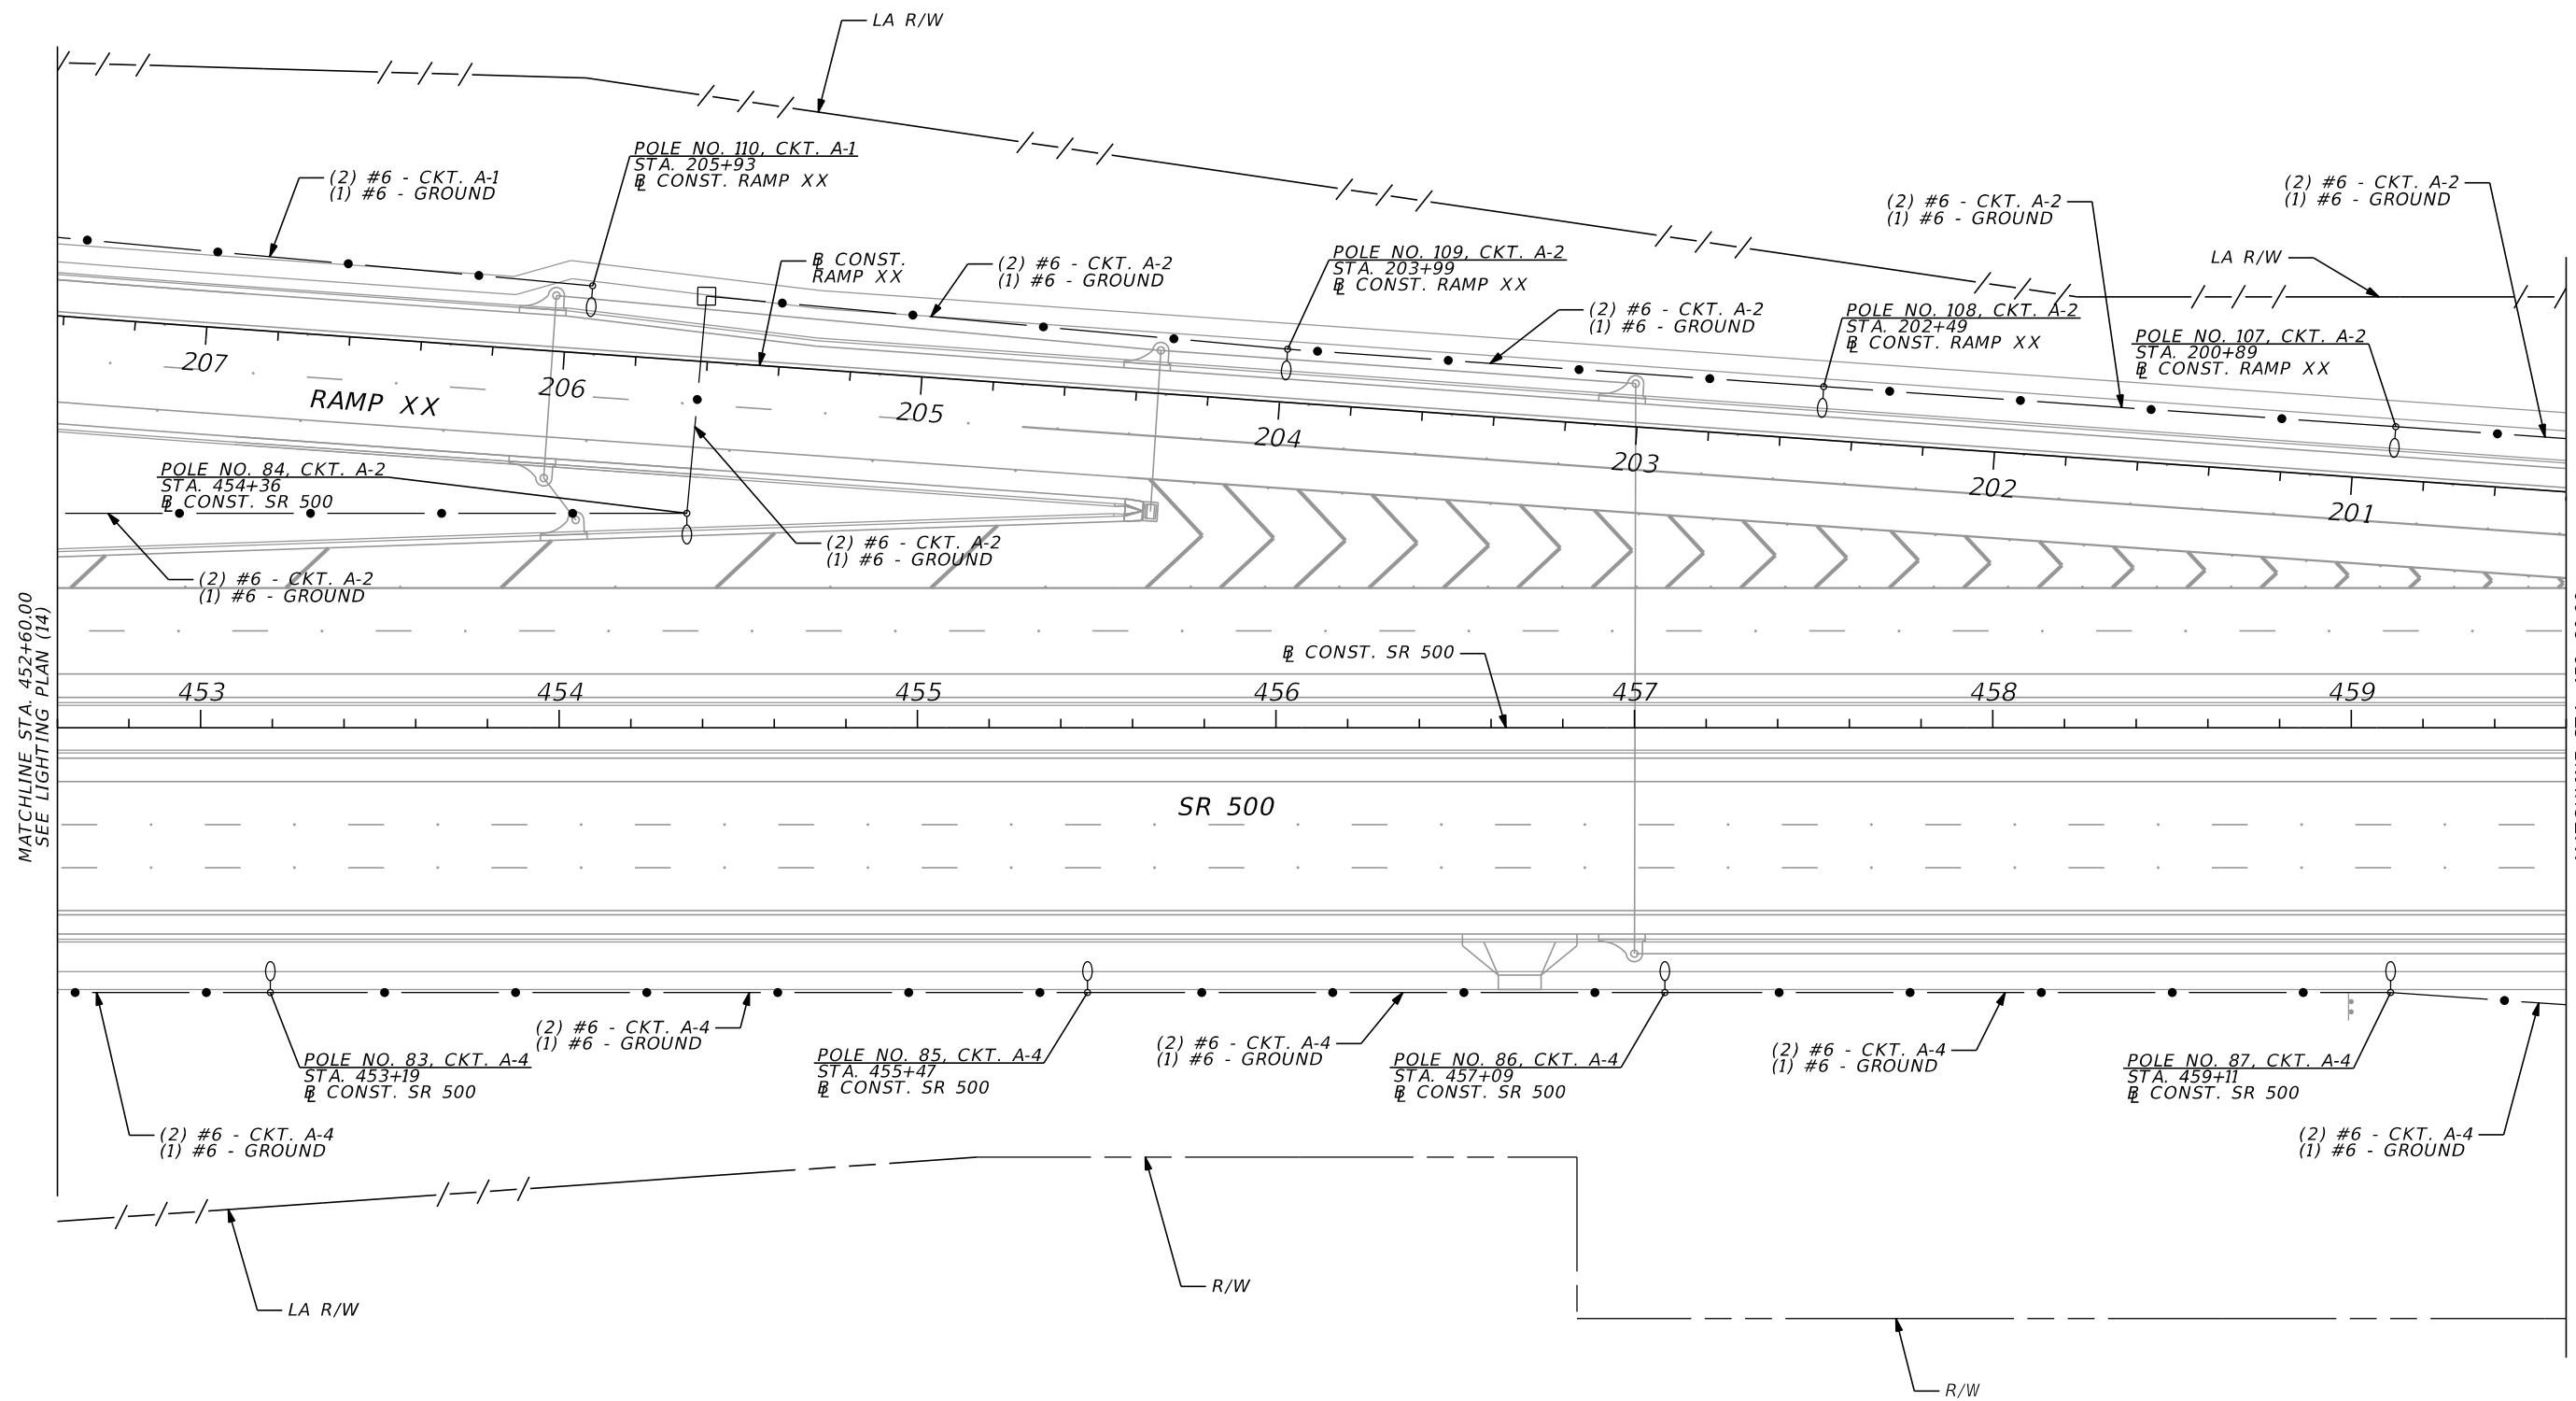 LA R/W
POLE NO. 110, CKT. A-1
STA. 205+93
BL CONST. RAMP XX
(2) #6 - CKT. A-1
(1) #6 - GROUND
BL CONST.
RAMP XX
(2) #6 - CKT. A-2
(1) #6 - GROUND
POLE NO. 109, CKT. A-2
STA. 203+99
BL CONST. RAMP XX
(2) #6 - CKT. A-2
(1) #6 - GROUND
(2) #6 - CKT. A-2
(1) #6 - GROUND
(2) #6 - CKT. A-2
(1) #6 - GROUND
LA R/W
POLE NO. 108, CKT. A-2
STA. 202+49
BL CONST. RAMP XX
POLE NO. 107, CKT. A-2
STA. 200+89
BL CONST. RAMP XX
207
206
205
204
203
202
201
RAMP XX
POLE NO. 84, CKT. A-2
STA. 454+36
BL CONST. SR 500
(2) #6 - CKT. A-2
(1) #6 - GROUND
(2) #6 - CKT. A-2
(1) #6 - GROUND
MATCHLINE STA. 452+60.00
SEE LIGHTING PLAN (14)
BL CONST. SR 500
453
454
455
456
457
458
459
SR 500
(2) #6 - CKT. A-4
(1) #6 - GROUND
POLE NO. 83, CKT. A-4
STA. 453+19
BL CONST. SR 500
POLE NO. 85, CKT. A-4
STA. 455+47
BL CONST. SR 500
(2) #6 - CKT. A-4
(1) #6 - GROUND
POLE NO. 86, CKT. A-4
STA. 457+09
BL CONST. SR 500
(2) #6 - CKT. A-4
(1) #6 - GROUND
POLE NO. 87, CKT. A-4
STA. 459+11
BL CONST. SR 500
(2) #6 - CKT. A-4
(1) #6 - GROUND
(2) #6 - CKT. A-4
(1) #6 - GROUND
LA R/W
R/W
R/W